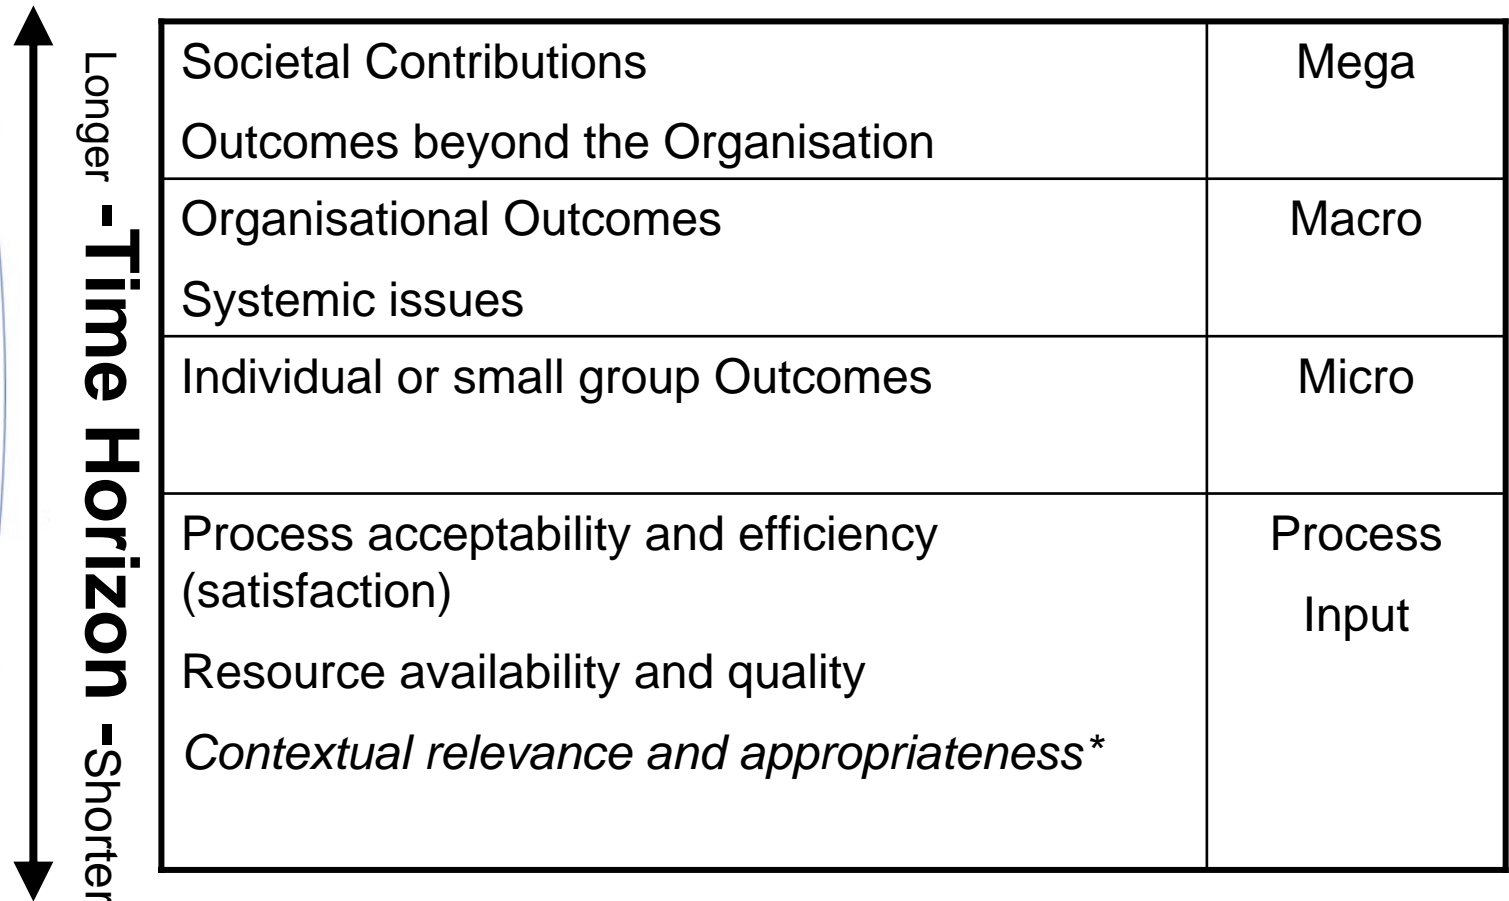 Longer -Time Horizon -Shorter
Societal Contributions
Mega
Outcomes beyond the Organisation
Organisational Outcomes
Macro
Systemic issues
Individual or small group Outcomes
Micro
Process acceptability and efficiency
(satisfaction)
Process
Input
Resource availability and quality
Contextual relevance and appropriateness*